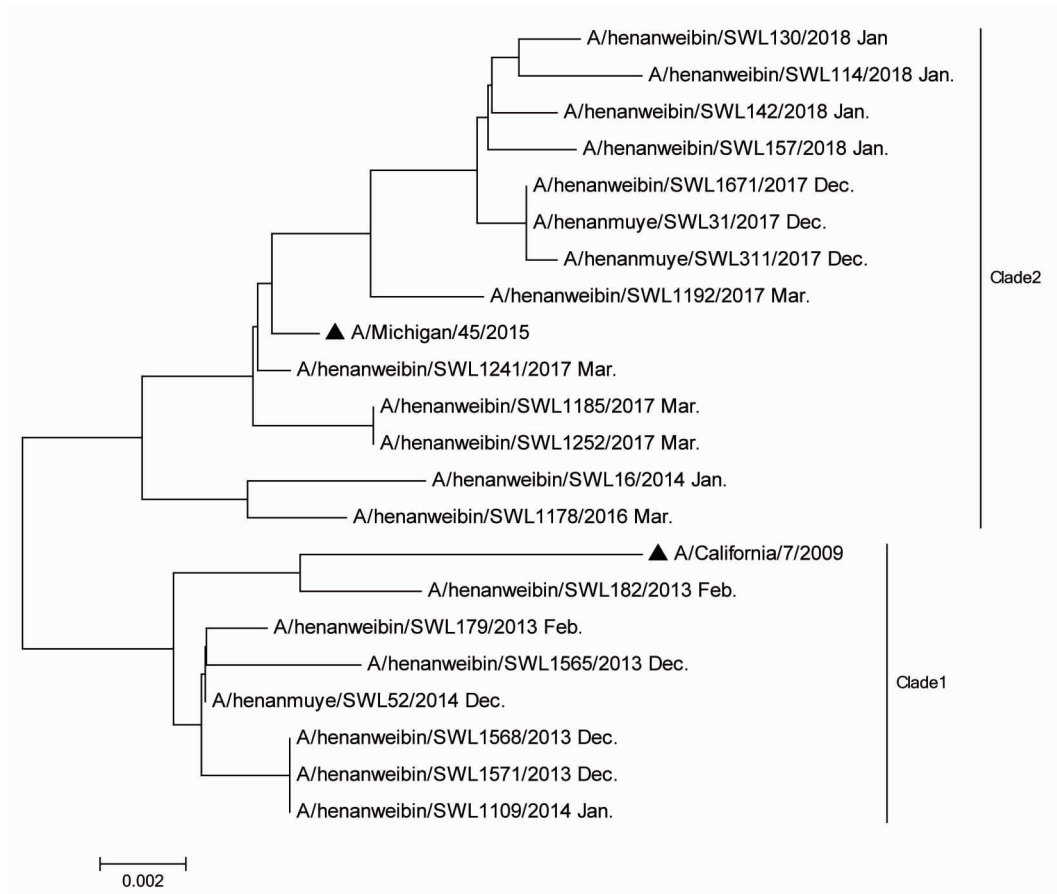 A/henanweibin/SWL130/2018 Jan
A/henanweibin/SWL114/2018 Jan.
A/henanweibin/SWL142/2018 Jan.
A/henanweibin/SWL157/2018 Jan.
A/henanweibin/SWL1671/2017 Dec.
A/henanmuye/SWL31/2017 Dec.
A/henanmuye/SWL311/2017 Dec.
Clade2
A/henanweibin/SWL1192/2017 Mar.
A/Michigan/45/2015
A/henanweibin/SWL1241/2017 Mar.
A/henanweibin/SWL1185/2017 Mar.
A/henanweibin/SWL1252/2017 Mar.
A/henanweibin/SWL16/2014 Jan.
A/henanweibin/SWL1178/2016 Mar.
A/California/7/2009
A/henanweibin/SWL182/2013 Feb.
A/henanweibin/SWL179/2013 Feb.
A/henanweibin/SWL1565/2013 Dec.
Clade1
A/henanmuye/SWL52/2014 Dec.
A/henanweibin/SWL1568/2013 Dec.
A/henanweibin/SWL1571/2013 Dec.
A/henanweibin/SWL1109/2014 Jan.
0.002